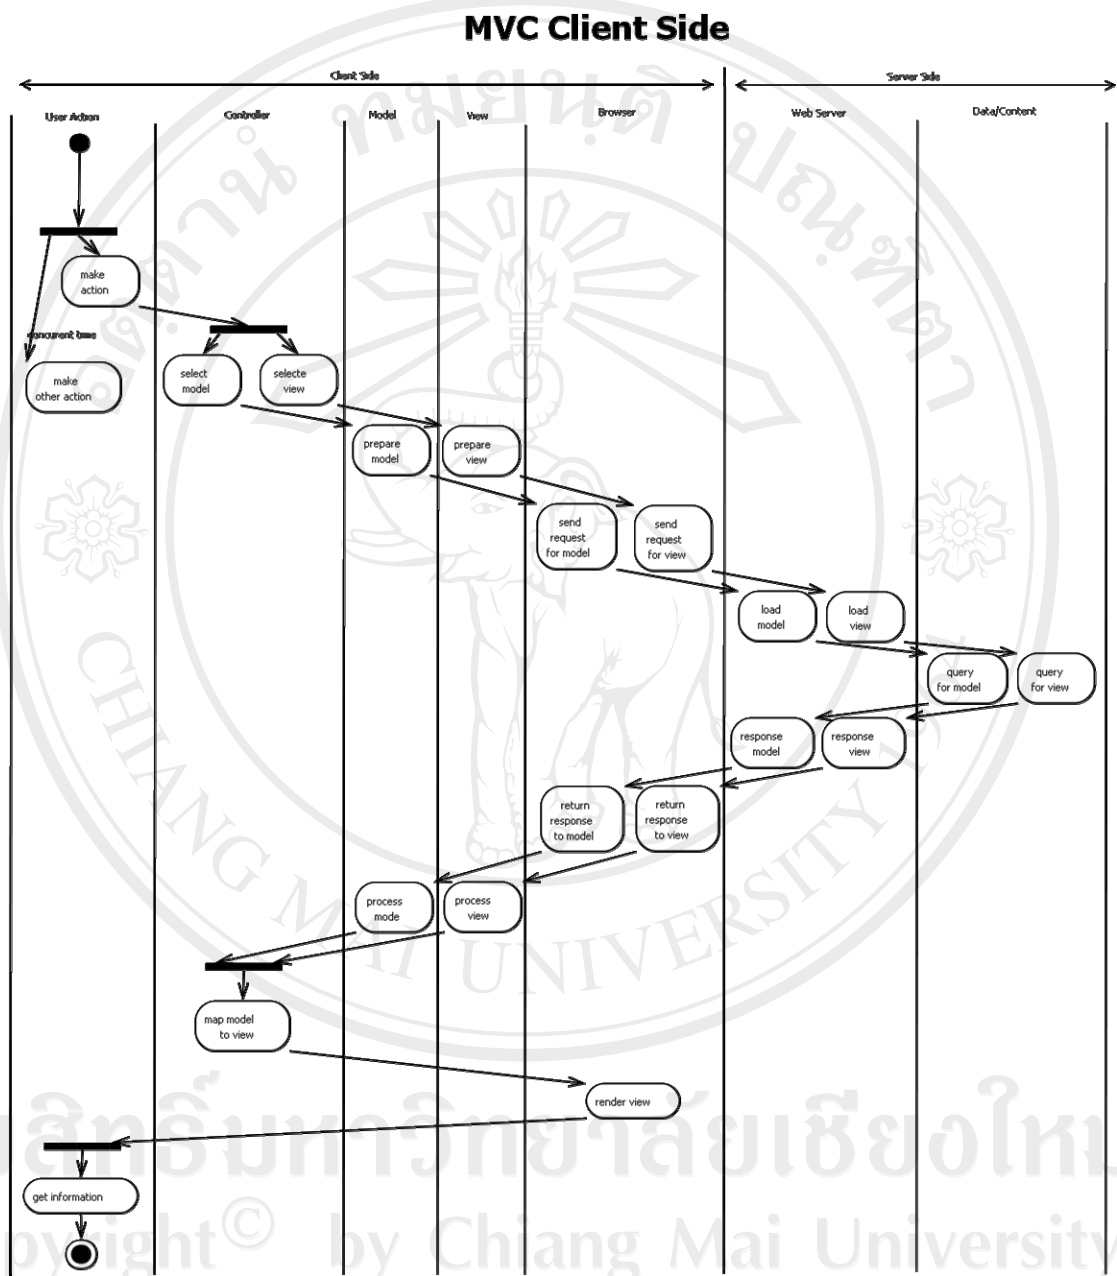 MVC Client Side
Client Side
Server Side
User Action
Controller
Model
View
Browser
Web Server
Data/Content
make
action
concurent time
make
other action
select
model
selecte
view
prepare
model
prepare
view
send
request
for model
send
request
for view
load
model
load
view
query
for model
query
for view
response
model
response
view
return
response
to model
return
response
to view
process
mode
process
view
map model
to view
render view
get information
CHIANG MAI UNIVERSITY
สิทธิ์มหาวิทยาลัยเชียงใหม
pyright© by Chiang Mai University